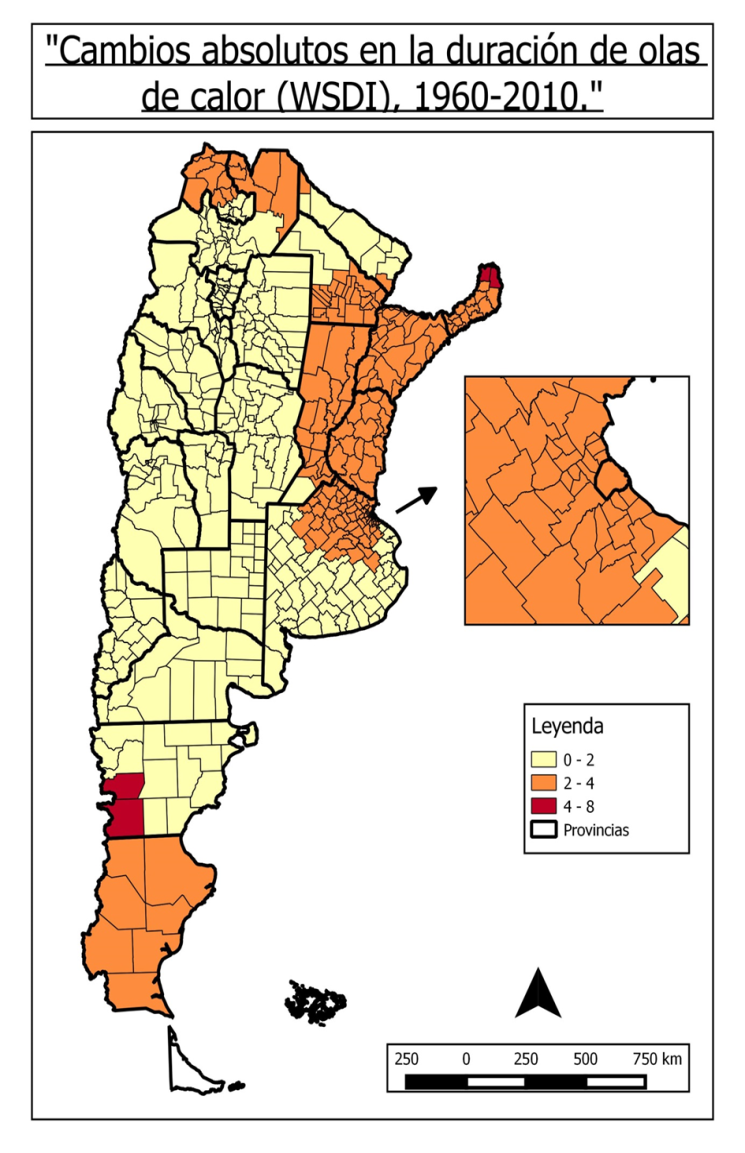 "Cambios absolutos en la duración de olas
de calor (WSDI), 1960-2010."
Leyenda
0 - 2
2 - 4
4 - 8
Provincias
250 0 250 500 750 km